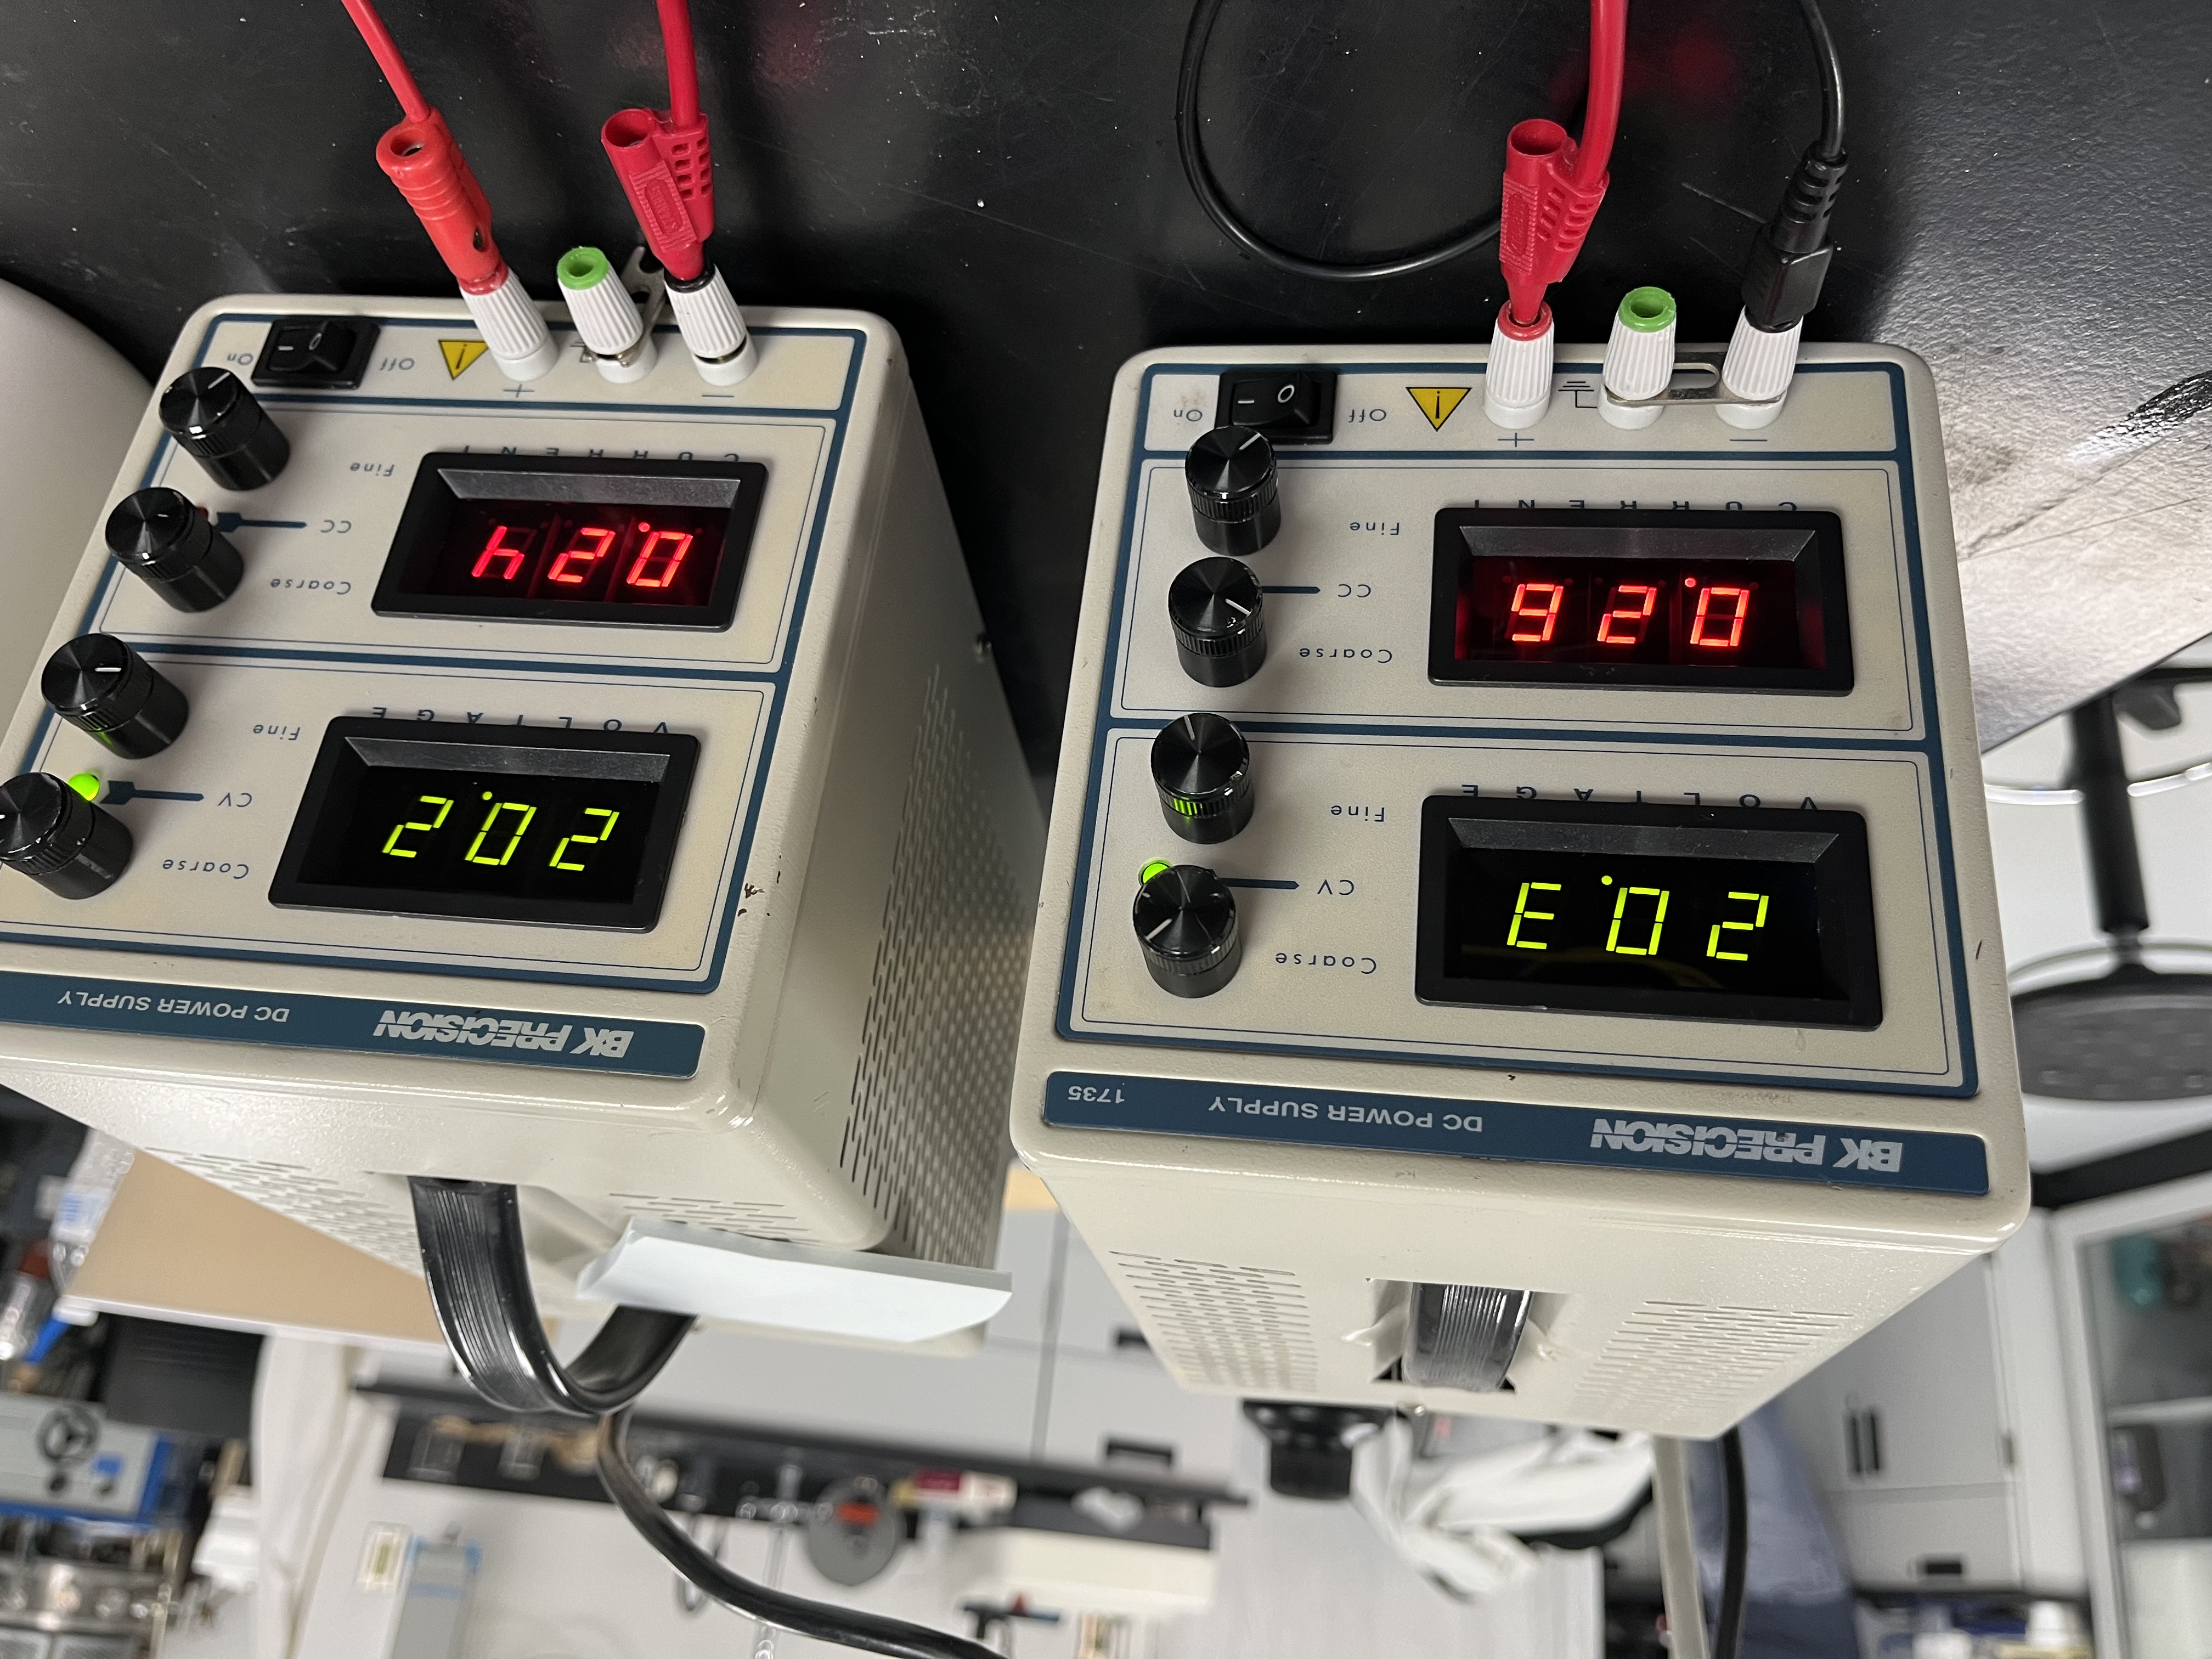 BK PRECISION DC POWER SUPPLY 1735
20.3
Coarse
CV
Fine
VOLTAGE
0.26
Coarse
CC
Fine
CURRENT
− +
Off On
BK PRECISION DC POWER SUPPLY
20.2
Coarse
CV
Fine
VOLTAGE
0.24
Coarse
CC
Fine
CURRENT
− +
Off On